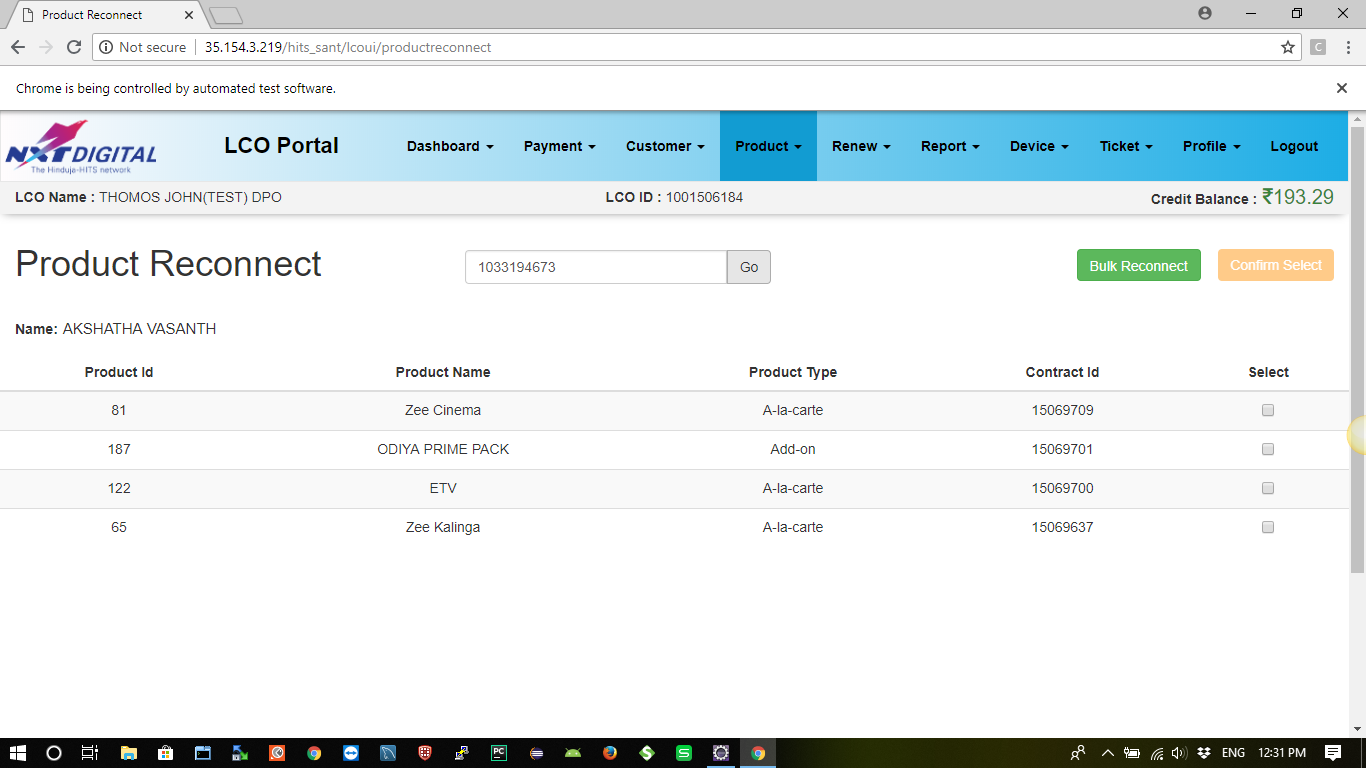 Product Reconnect
Not secure 35.154.3.219/hits_sant/lcoui/productreconnect
C
Chrome is being controlled by automated test software.
NXTDIGITAL
The Hinduja-HITS network
LCO Portal Dashboard Payment Customer Product Renew Report Device Ticket Profile Logout
LCO Name : THOMOS JOHN(TEST) DPO LCO ID : 1001506184 Credit Balance : ₹193.29
Product Reconnect 1033194673 Go Bulk Reconnect Confirm Select
Name: AKSHATHA VASANTH
Product Id Product Name Product Type Contract Id Select
81 Zee Cinema A-la-carte 15069709
187 ODIYA PRIME PACK Add-on 15069701
122 ETV A-la-carte 15069700
65 Zee Kalinga A-la-carte 15069637
PC S S ENG 12:31 PM